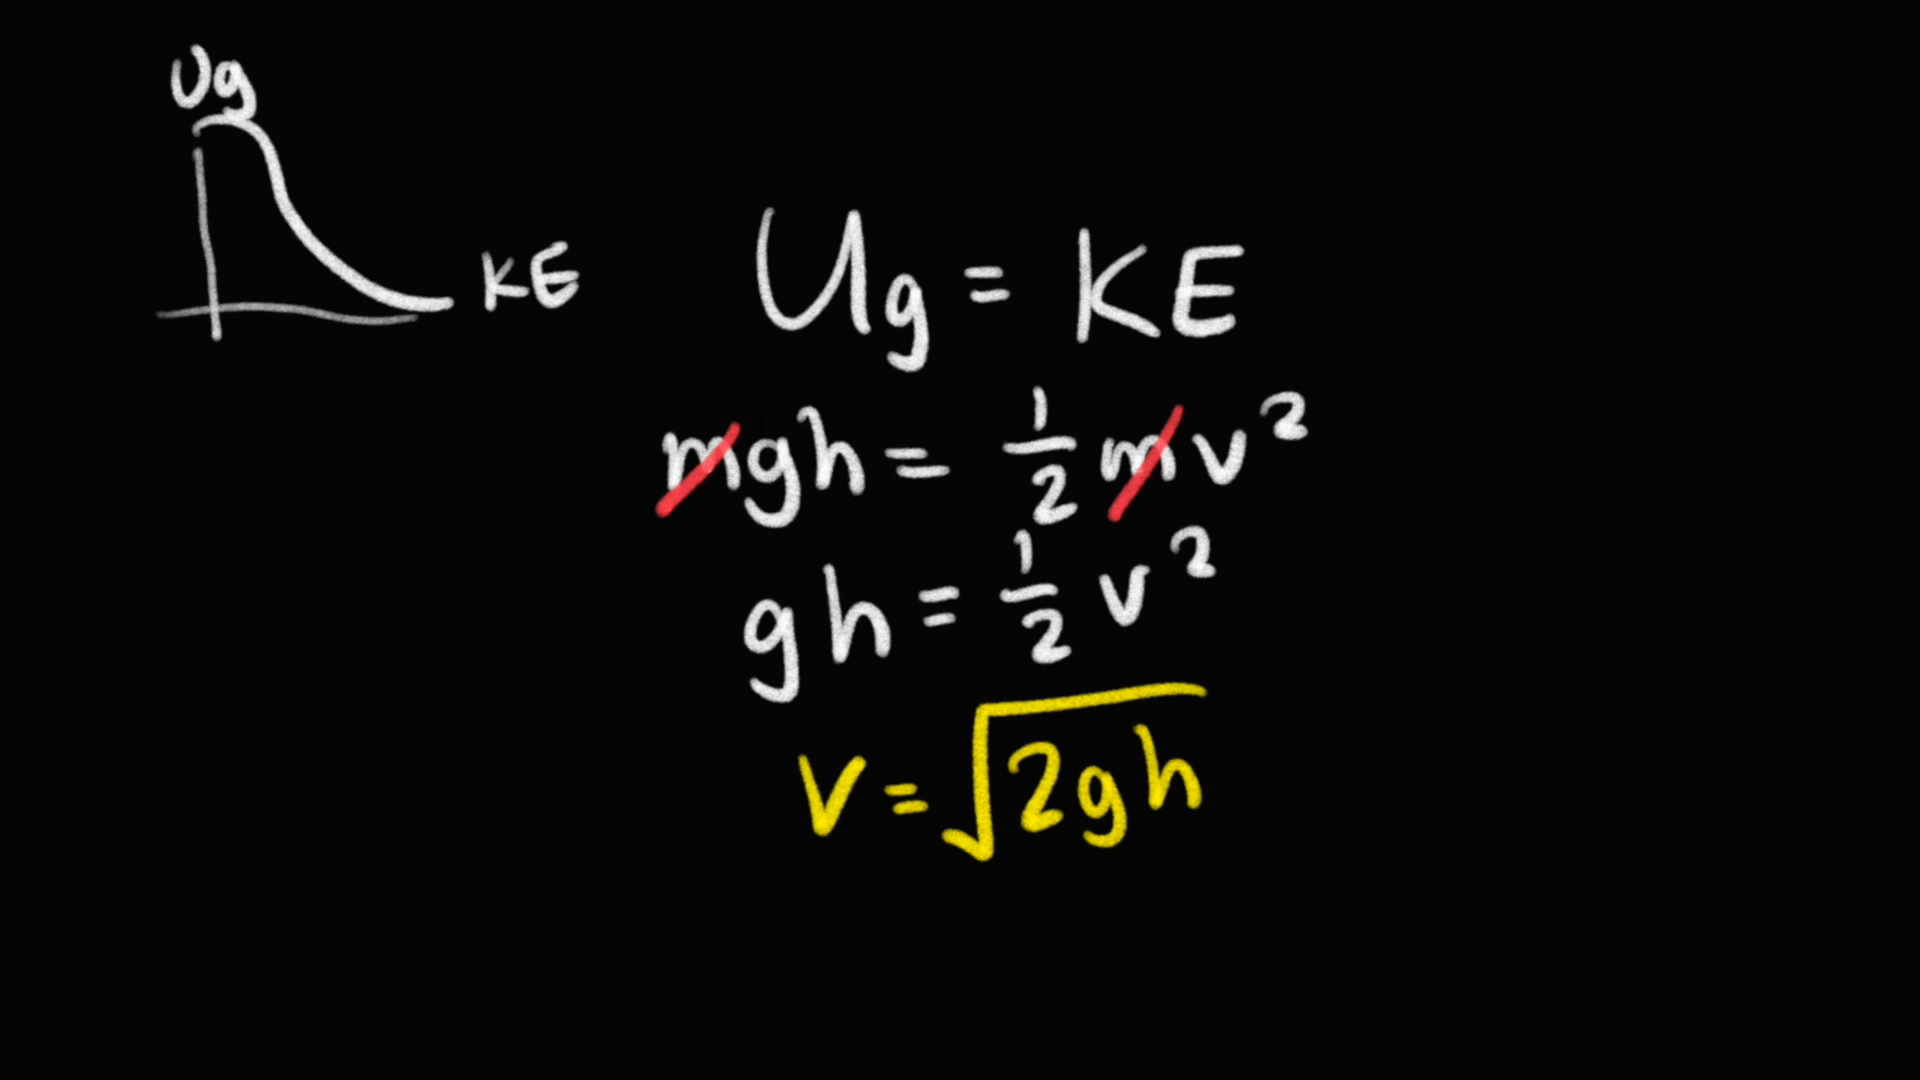 Ug
KE
Ug = KE
mgh = 1/2 mv²
gh = 1/2 v²
v = √2gh